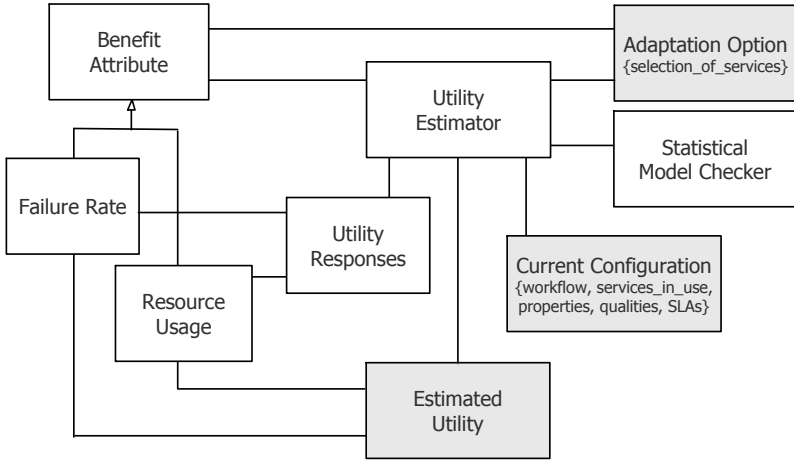 Benefit
Attribute
Adaptation Option
{selection_of_services}
Utility
Estimator
Statistical
Model Checker
Failure Rate
Utility
Responses
Current Configuration
{workflow, services_in_use,
properties, qualities, SLAs}
Resource
Usage
Estimated
Utility